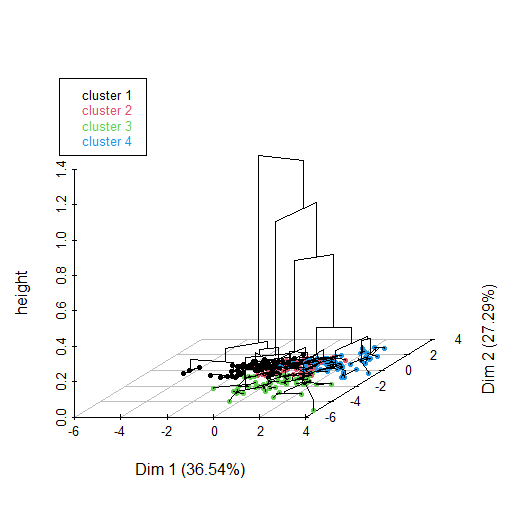 cluster 1
cluster 2
cluster 3
cluster 4
height
0.0 0.2 0.4 0.6 0.8 1.0 1.2 1.4
-6 -4 -2 0 2 4
Dim 1 (36.54%)
-6 -4 -2 0 2 4
Dim 2 (27.29%)